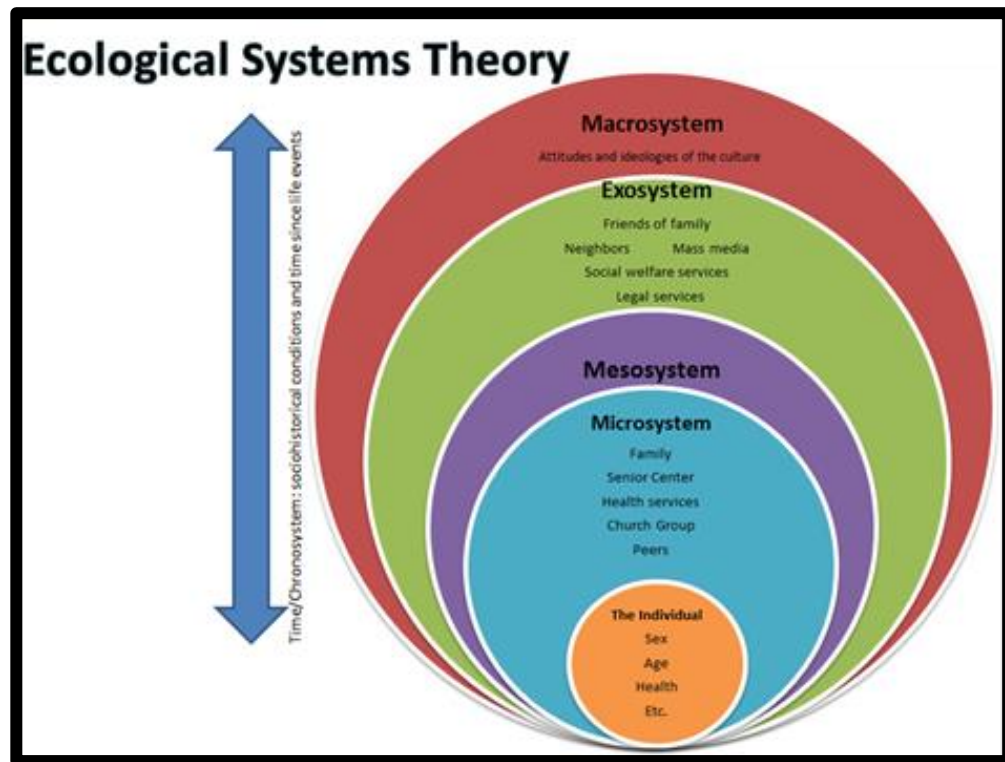 Ecological Systems Theory
Time/Chronosystem: sociohistorical conditions and time since life events
Macrosystem
Attitudes and ideologies of the culture
Exosystem
Friends of family
Neighbors Mass media
Social welfare services
Legal services
Mesosystem
Microsystem
Family
Senior Center
Health services
Church Group
Peers
The Individual
Sex
Age
Health
Etc.